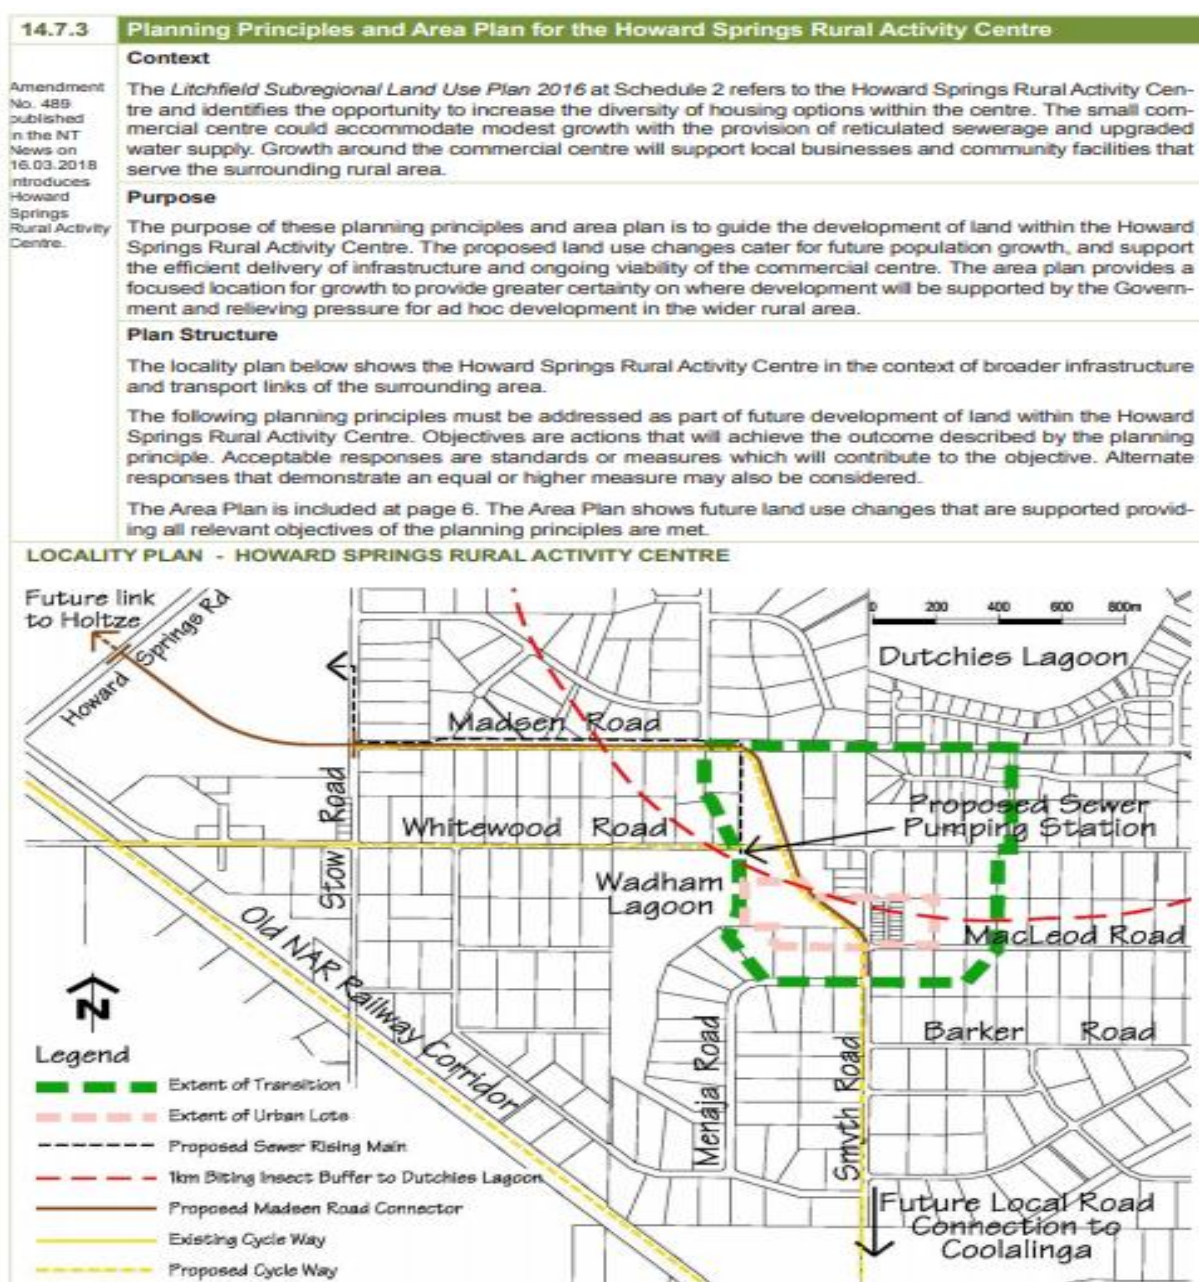 14.7.3 Planning Principles and Area Plan for the Howard Springs Rural Activity Centre
Amendment
No. 489
published
in the NT
News on
16.03.2018
introduces
Howard
Springs
Rural Activity
Centre.
Context
The Litchfield Subregional Land Use Plan 2016 at Schedule 2 refers to the Howard Springs Rural Activity Cen-
tre and identifies the opportunity to increase the diversity of housing options within the centre. The small com-
mercial centre could accommodate modest growth with the provision of reticulated sewerage and upgraded
water supply. Growth around the commercial centre will support local businesses and community facilities that
serve the surrounding rural area.
Purpose
The purpose of these planning principles and area plan is to guide the development of land within the Howard
Springs Rural Activity Centre. The proposed land use changes cater for future population growth, and support
the efficient delivery of infrastructure and ongoing viability of the commercial centre. The area plan provides a
focused location for growth to provide greater certainty on where development will be supported by the Govern-
ment and relieving pressure for ad hoc development in the wider rural area.
Plan Structure
The locality plan below shows the Howard Springs Rural Activity Centre in the context of broader infrastructure
and transport links of the surrounding area.
The following planning principles must be addressed as part of future development of land within the Howard
Springs Rural Activity Centre. Objectives are actions that will achieve the outcome described by the planning
principle. Acceptable responses are standards or measures which will contribute to the objective. Alternate
responses that demonstrate an equal or higher measure may also be considered.
The Area Plan is included at page 6. The Area Plan shows future land use changes that are supported provid-
ing all relevant objectives of the planning principles are met.
LOCALITY PLAN - HOWARD SPRINGS RURAL ACTIVITY CENTRE
Future link
to Holtze
Howard Springs Rd
0 200 400 600 800m
Dutchies Lagoon
Madsen Road
Stow Road
Whitewood Road
Proposed Sewer
Pumping Station
Wadham
Lagoon
MacLeod Road
Old NAR Railway Corridor
N
Menaja Road
Smyth Road
Barker Road
Future Local Road
Connection to
Coolalinga
Legend
Extent of Transition
Extent of Urban Lots
Proposed Sewer Rising Main
1km Biting Insect Buffer to Dutchies Lagoon
Proposed Madsen Road Connector
Existing Cycle Way
Proposed Cycle Way